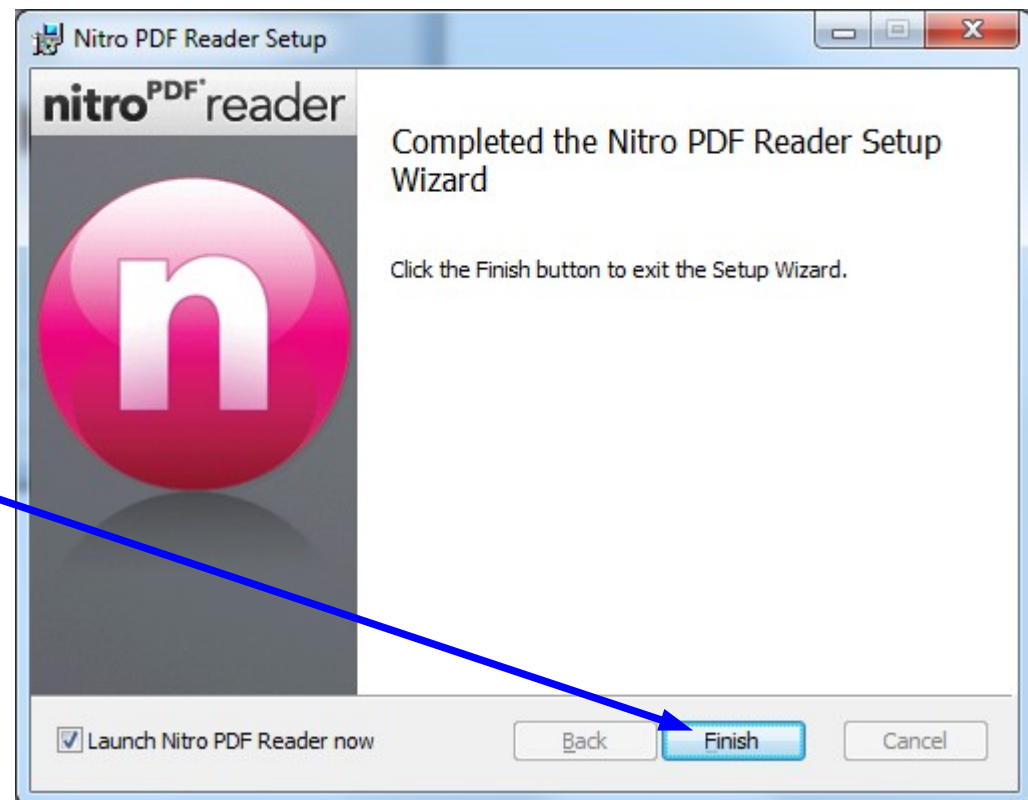 Nitro PDF Reader Setup
nitroPDF® reader
Completed the Nitro PDF Reader Setup
Wizard
Click the Finish button to exit the Setup Wizard.
n
Launch Nitro PDF Reader now
Back
Finish
Cancel